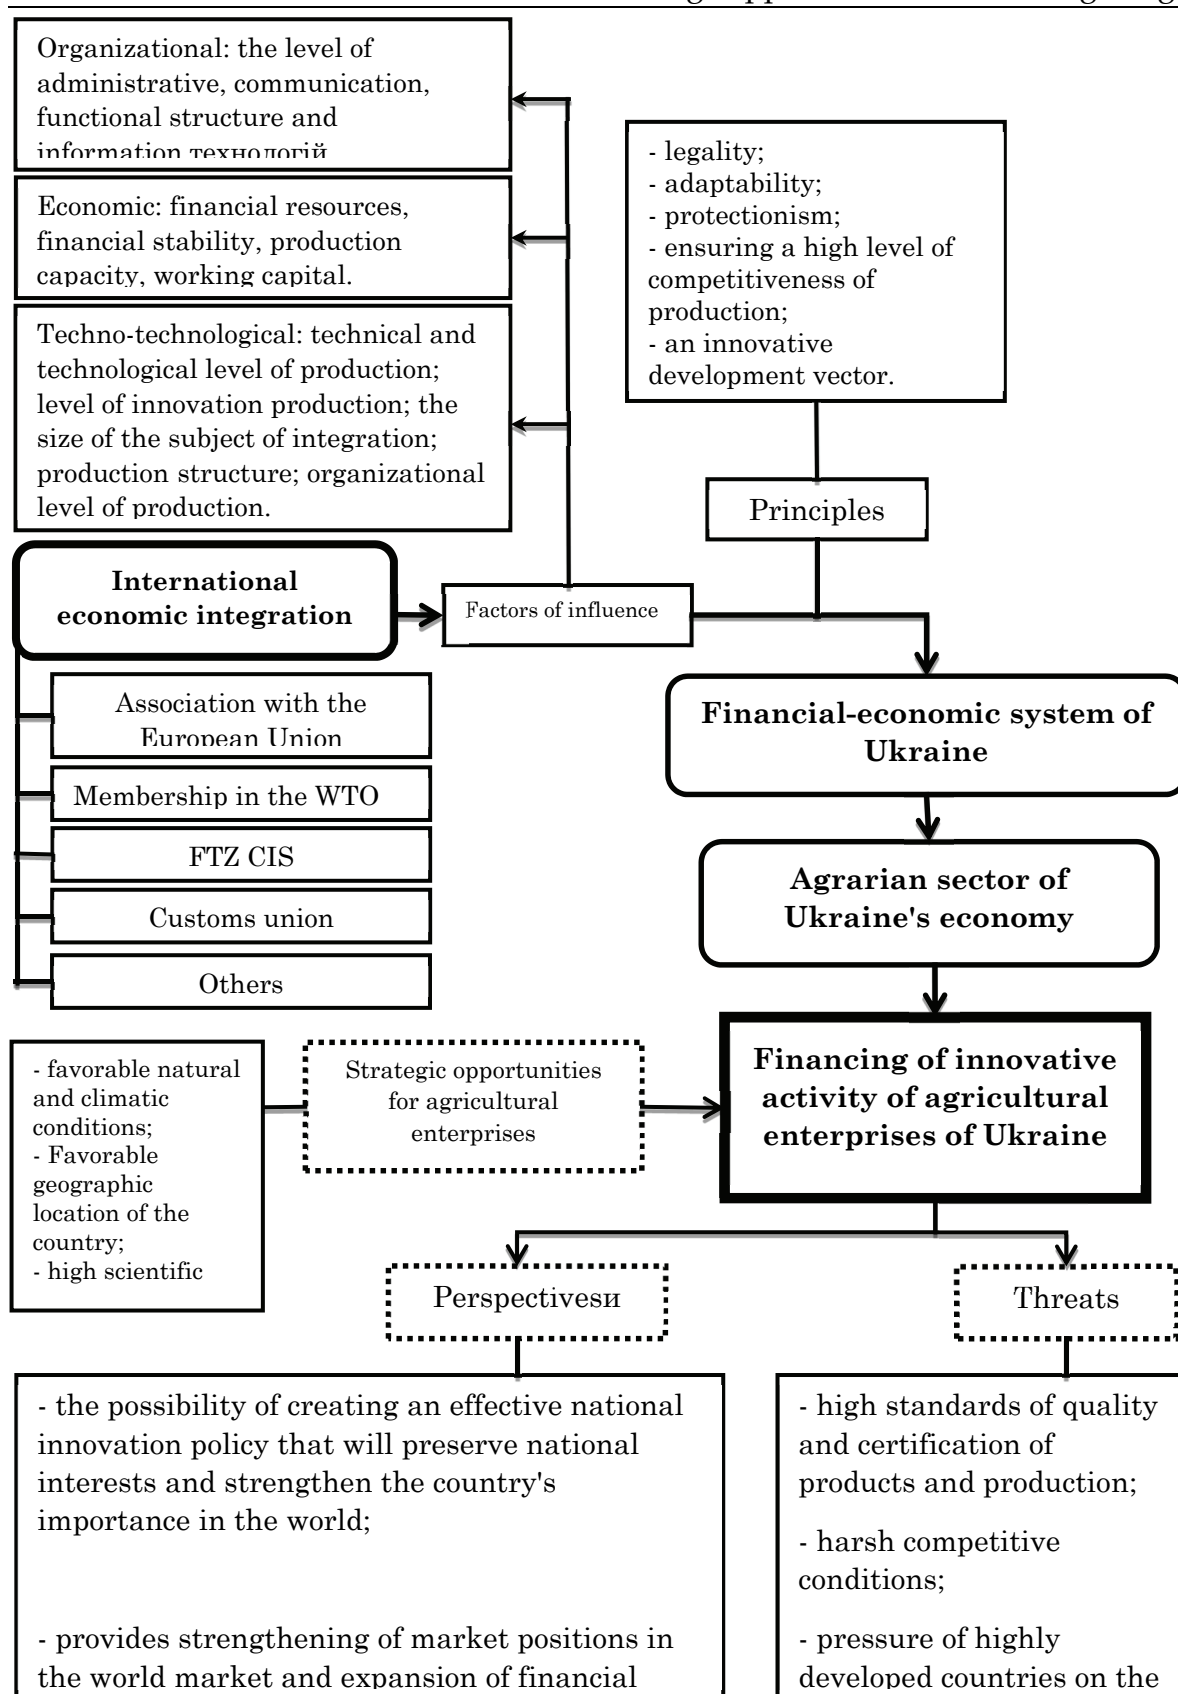 Organizational: the level of
administrative, communication,
functional structure and
information технологій
Economic: financial resources,
financial stability, production
capacity, working capital.
Techno-technological: technical and
technological level of production;
level of innovation production; the
size of the subject of integration;
production structure; organizational
level of production.
- legality;
- adaptability;
- protectionism;
- ensuring a high level of
competitiveness of
production;
- an innovative
development vector.
Principles
International
economic integration
Factors of influence
Association with the
European Union
Membership in the WTO
FTZ CIS
Customs union
Others
Financial-economic system of
Ukraine
Agrarian sector of
Ukraine's economy
Financing of innovative
activity of agricultural
enterprises of Ukraine
Strategic opportunities
for agricultural
enterprises
- favorable natural
and climatic
conditions;
- Favorable
geographic
location of the
country;
- high scientific
Perspectivesи
Threats
- the possibility of creating an effective national
innovation policy that will preserve national
interests and strengthen the country's
importance in the world;
- provides strengthening of market positions in
the world market and expansion of financial
- high standards of quality
and certification of
products and production;
- harsh competitive
conditions;
- pressure of highly
developed countries on the